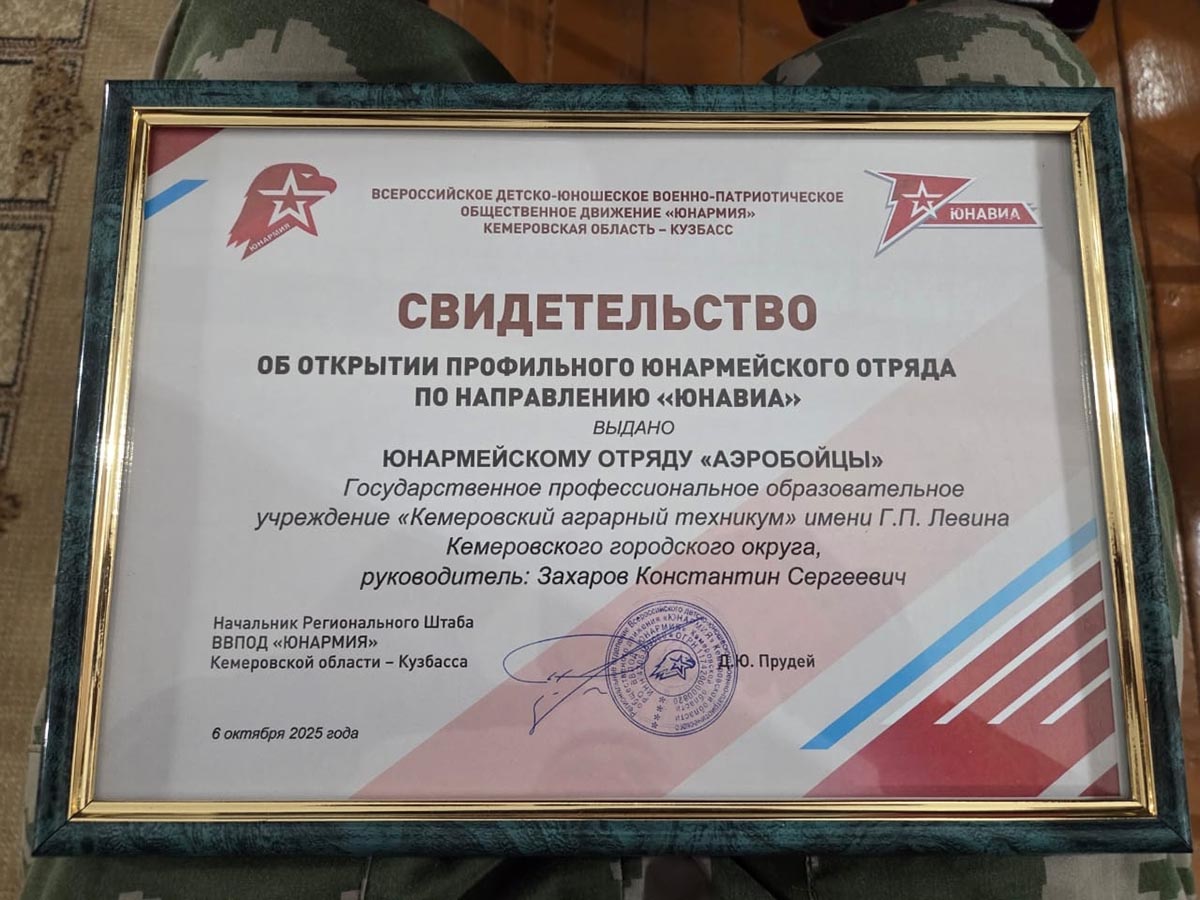 ВСЕРОССИЙСКОЕ ДЕТСКО-ЮНОШЕСКОЕ ВОЕННО-ПАТРИОТИЧЕСКОЕ
ОБЩЕСТВЕННОЕ ДВИЖЕНИЕ «ЮНАРМИЯ»
КЕМЕРОВСКАЯ ОБЛАСТЬ – КУЗБАСС
ЮНАРМИЯ
ЮНАВИА
СВИДЕТЕЛЬСТВО
ОБ ОТКРЫТИИ ПРОФИЛЬНОГО ЮНАРМЕЙСКОГО ОТРЯДА
ПО НАПРАВЛЕНИЮ «ЮНАВИА»
ВЫДАНО
ЮНАРМЕЙСКОМУ ОТРЯДУ «АЭРОБОЙЦЫ»
Государственное профессиональное образовательное
учреждение «Кемеровский аграрный техникум» имени Г.П. Левина
Кемеровского городского округа,
руководитель: Захаров Константин Сергеевич
Начальник Регионального Штаба
ВВПОД «ЮНАРМИЯ»
Кемеровской области – Кузбасса
Д.Ю. Прудей
6 октября 2025 года